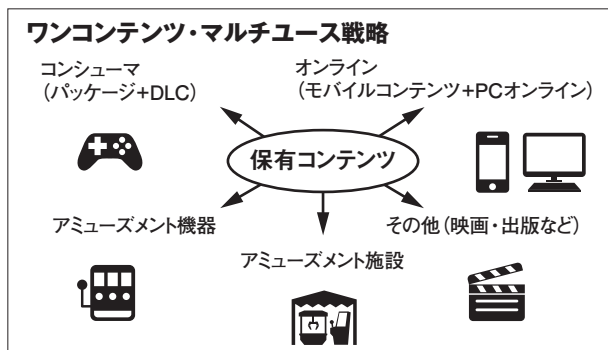 ワンコンテンツ・マルチユース戦略
コンシューマ
（パッケージ+DLC）
オンライン
（モバイルコンテンツ+PCオンライン）
保有コンテンツ
アミューズメント機器
アミューズメント施設
その他（映画・出版など）